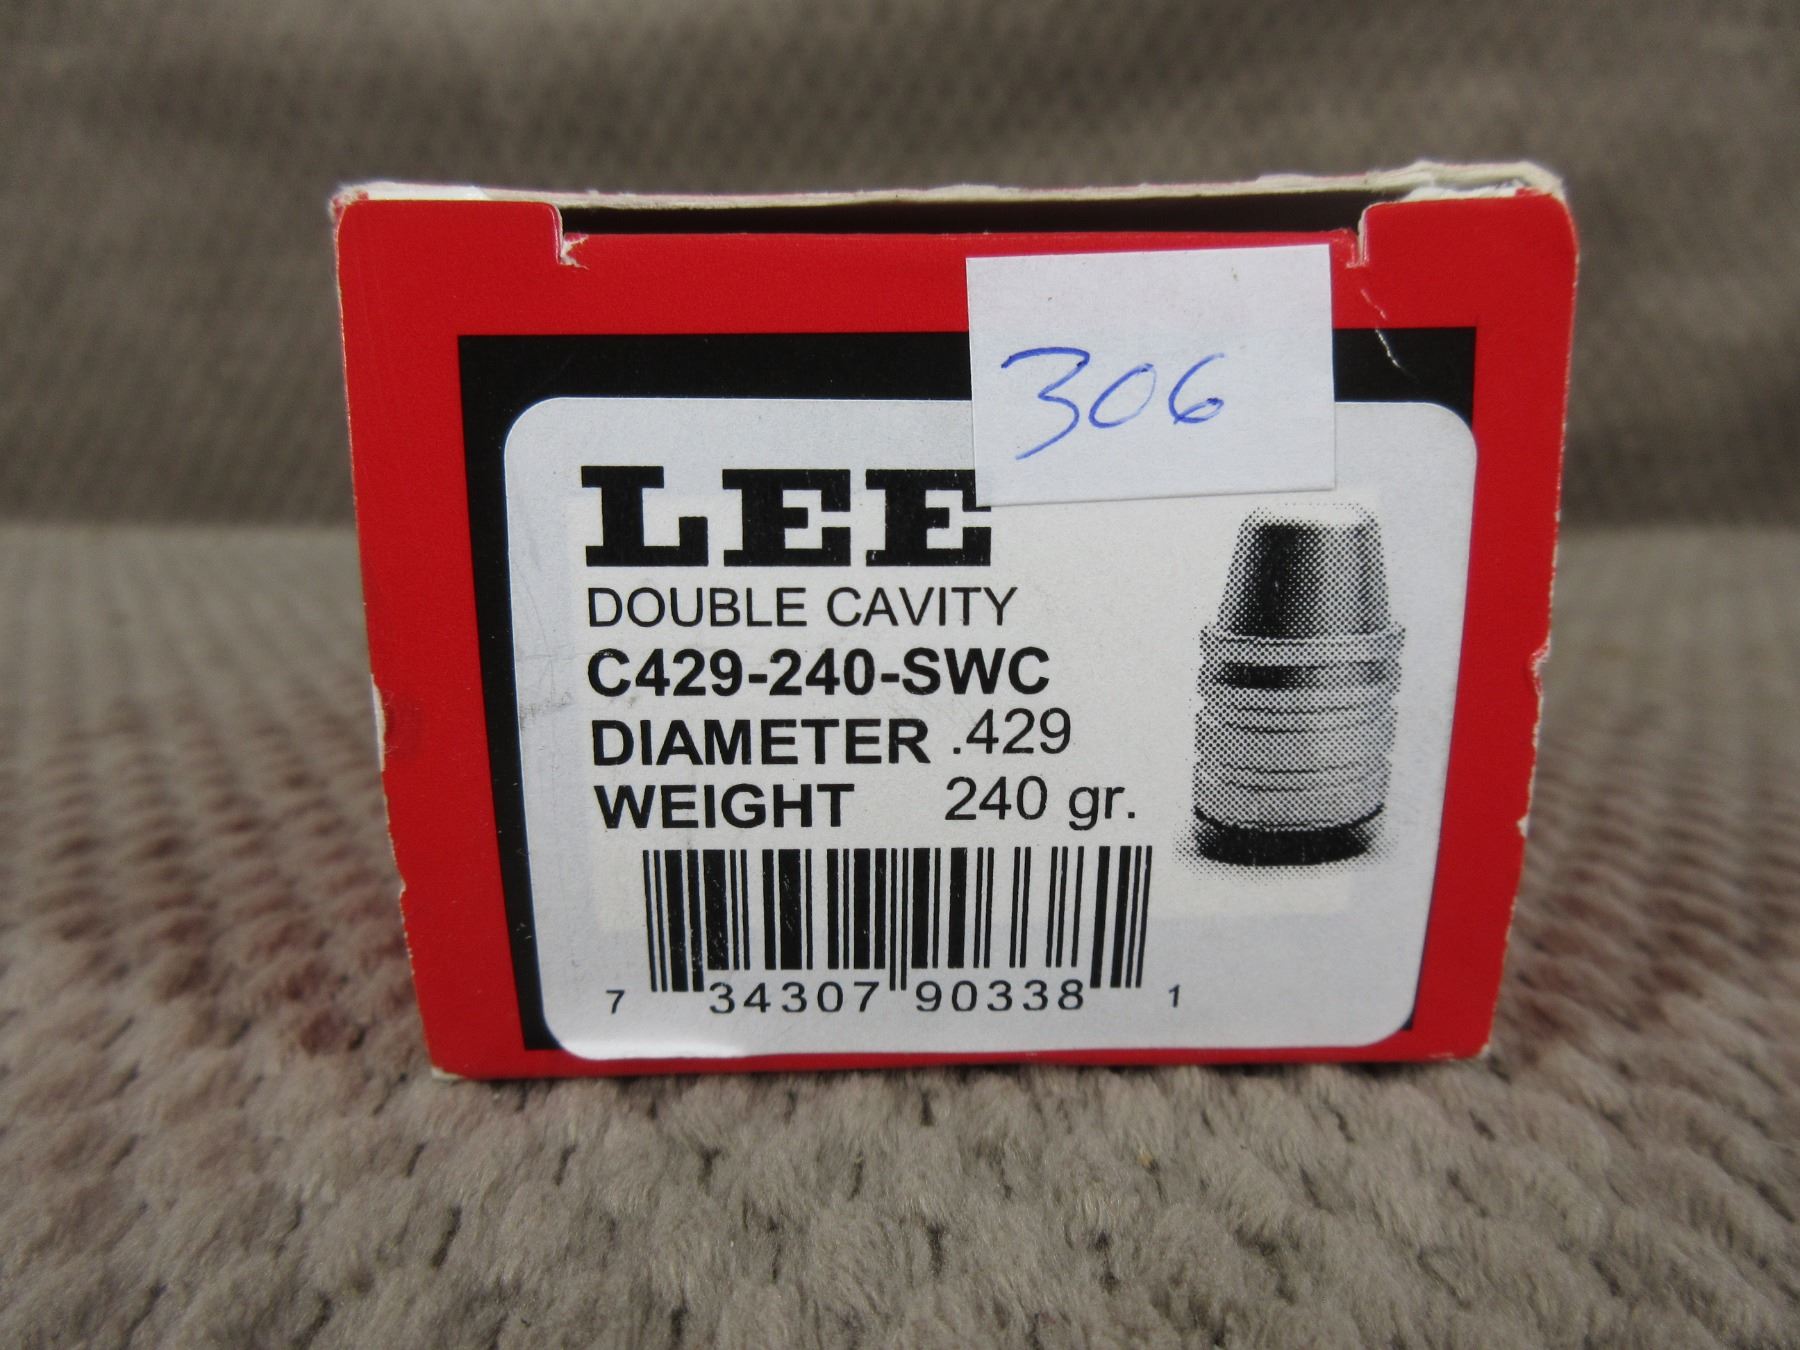 306
LEE
DOUBLE CAVITY
C429-240-SWC
DIAMETER .429
WEIGHT 240 gr.
7 34307 90338 1